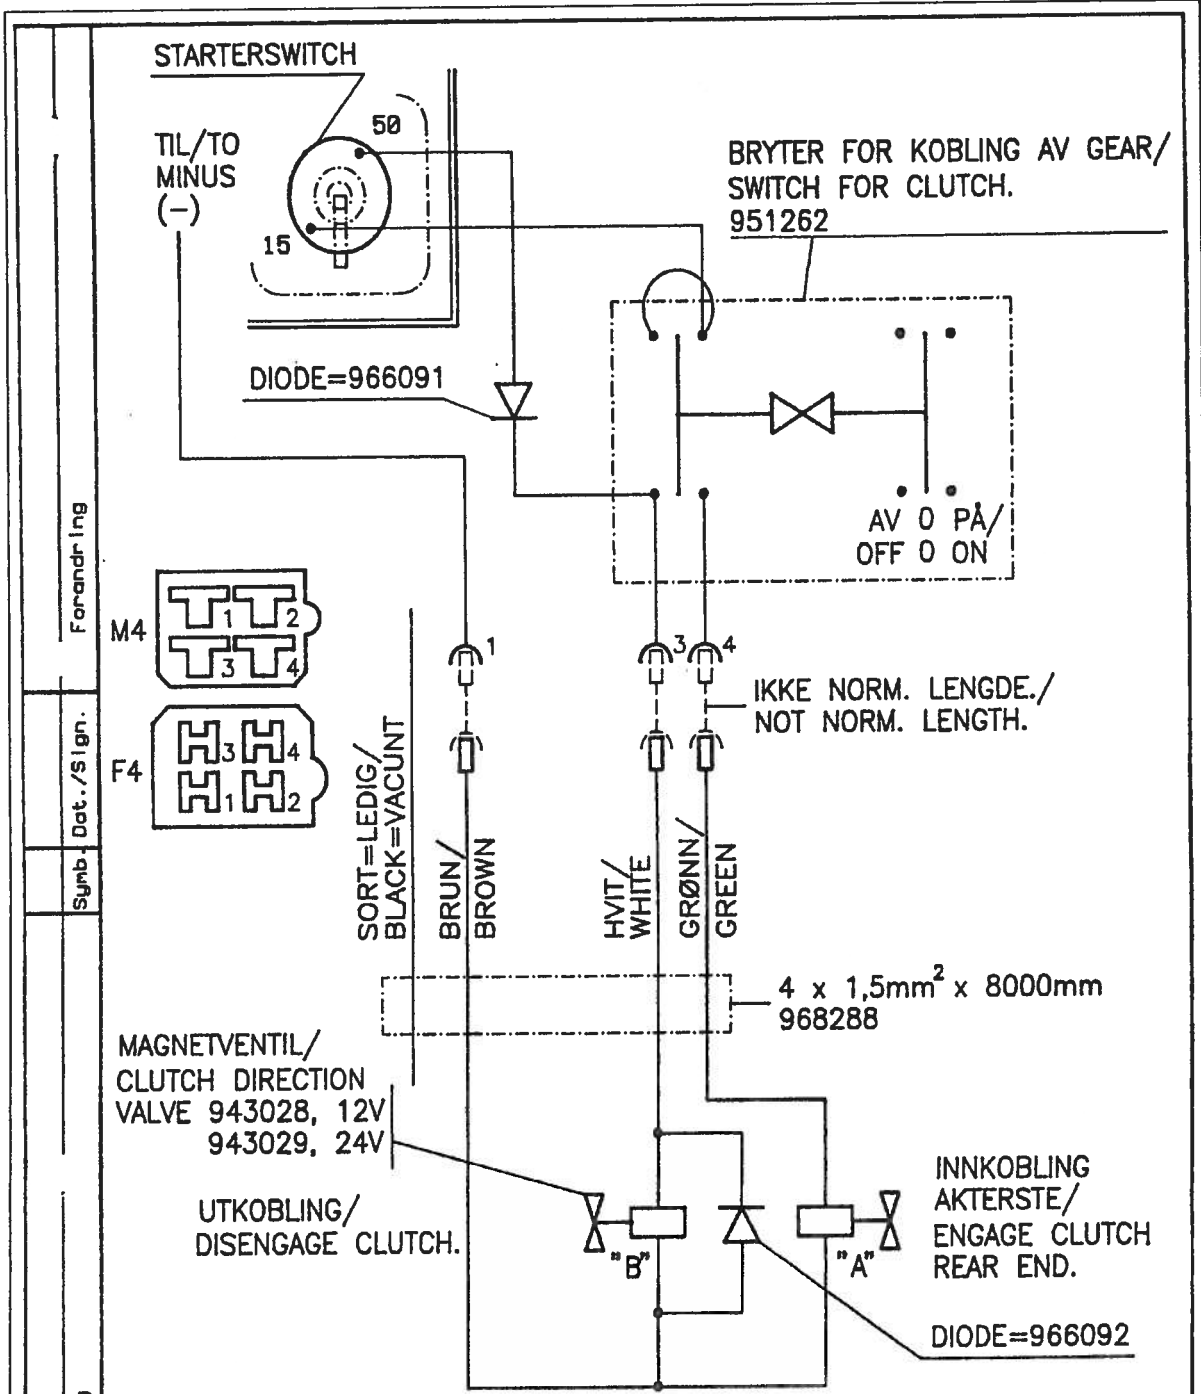 STARTERSWITCH
50
TIL/TO
MINUS
(-)
15
BRYTER FOR KOBLING AV GEAR/
SWITCH FOR CLUTCH.
951262
DIODE=966091
AV 0 PÅ/
OFF 0 ON
Forandring
Dat./Sign.
Symb.
M4
1
2
3
4
F4
3
4
1
2
1
3
4
IKKE NORM. LENGDE./
NOT NORM. LENGTH.
SORT=LEDIG/
BLACK=VACUNT
BRUN/
BROWN
HVIT/
WHITE
GRØNN/
GREEN
4 x 1,5mm² x 8000mm
968288
MAGNETVENTIL/
CLUTCH DIRECTION
VALVE 943028, 12V
943029, 24V
UTKOBLING/
DISENGAGE CLUTCH.
"B"
"A"
INNKOBLING
AKTERSTE/
ENGAGE CLUTCH
REAR END.
DIODE=966092